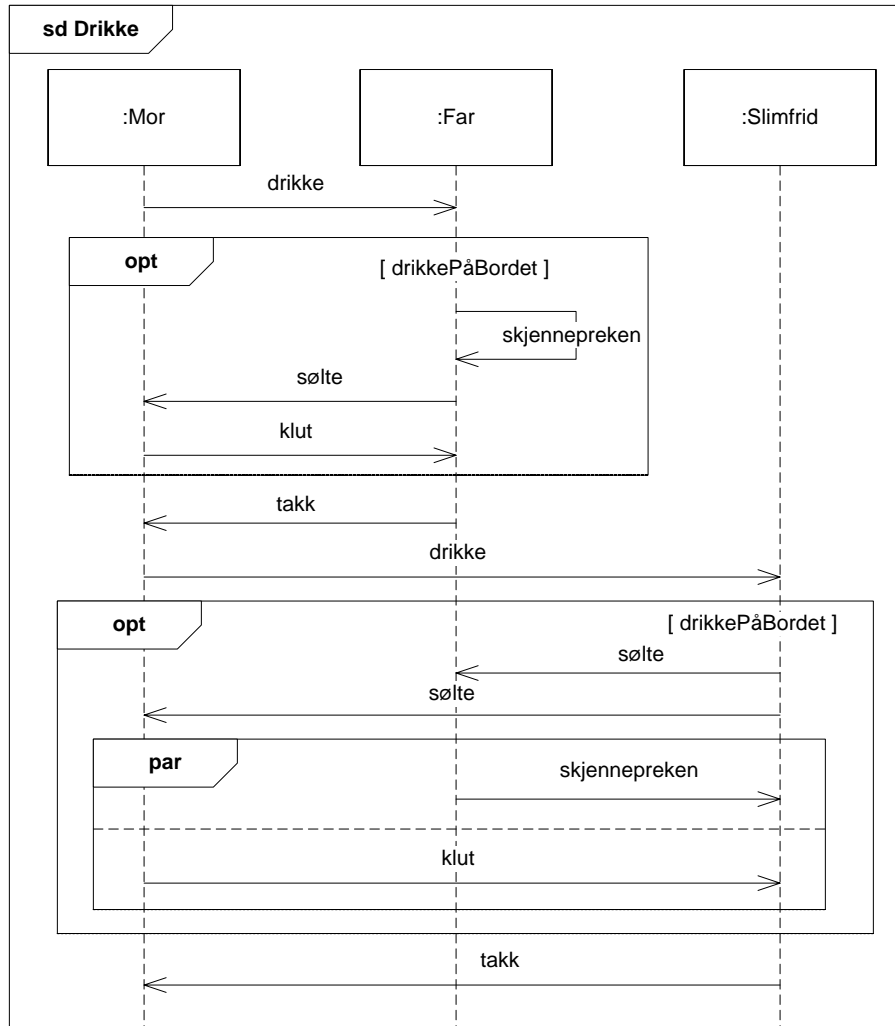 sd Drikke
:Mor
:Far
:Slimfrid
drikke
opt
[ drikkePåBordet ]
skjennepreken
sølte
klut
takk
drikke
opt
[ drikkePåBordet ]
sølte
sølte
par
skjennepreken
klut
takk